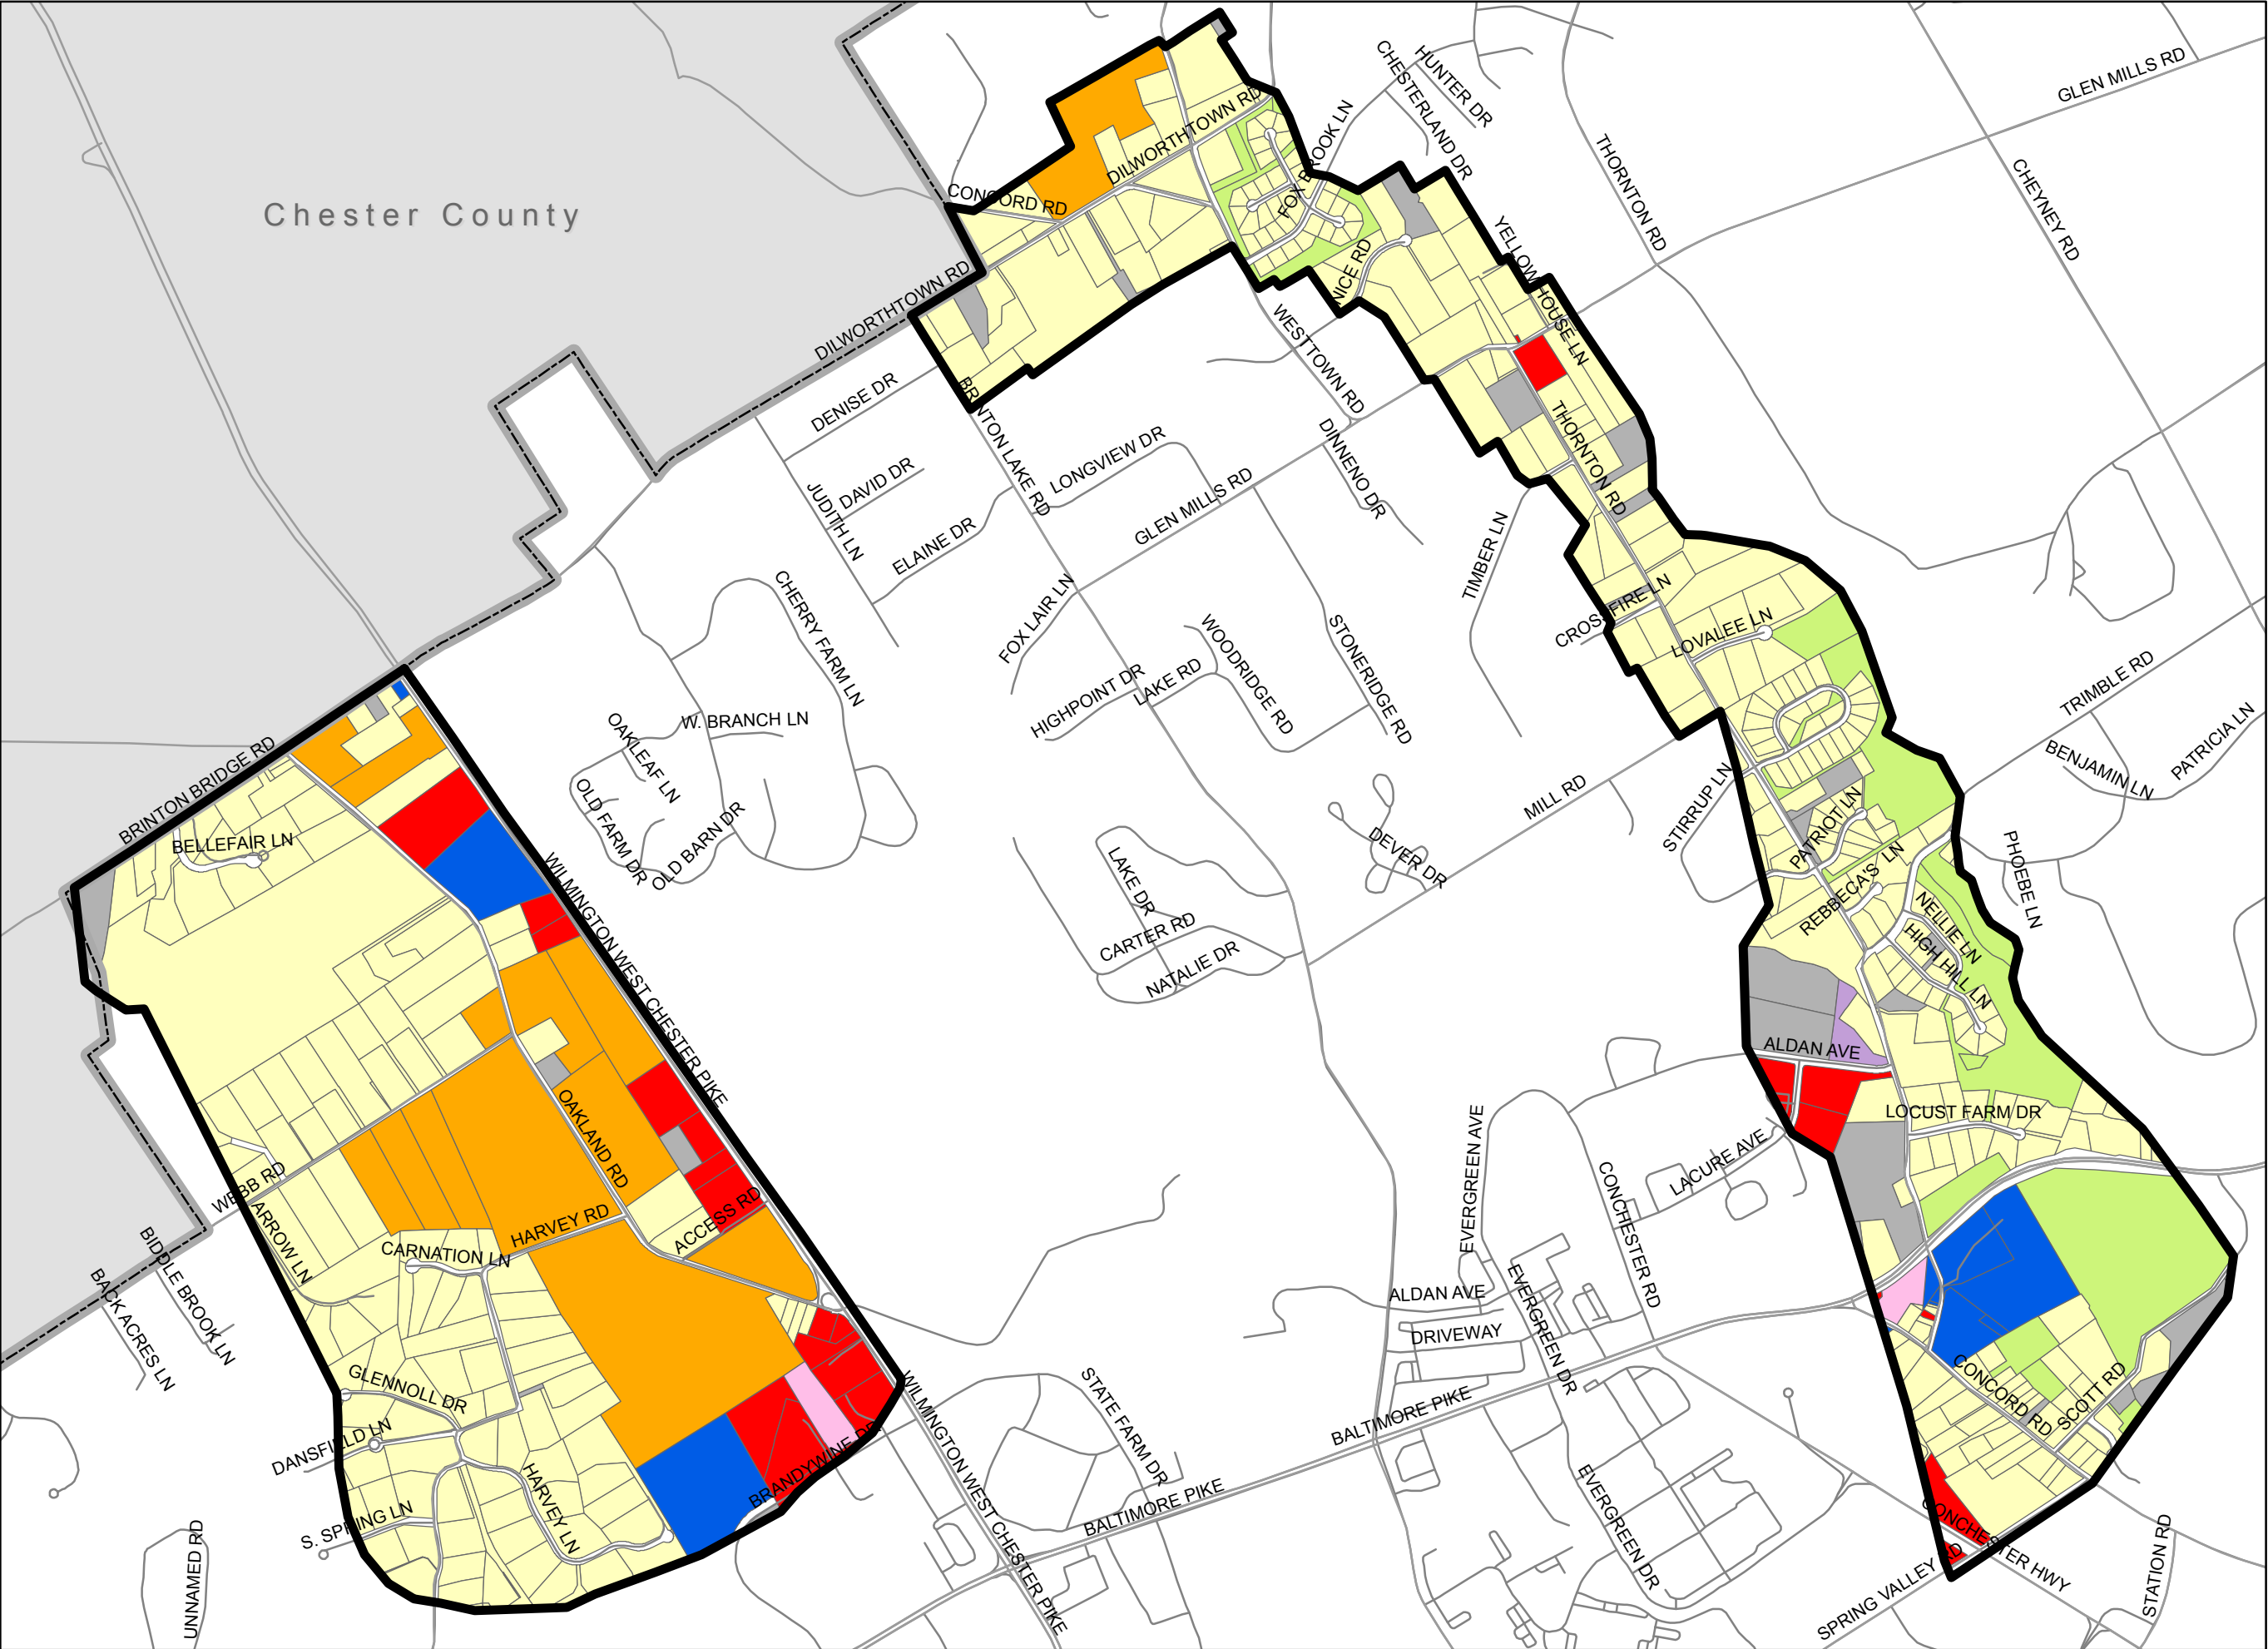 GLEN MILLS RD
HUNTER DR
CHESTERLAND DR
DILWORTHTOWN RD
FOX BROOK LN
THORNTON RD
CHEYNEY RD
Chester County
CONCORD RD
YELLOW HOUSE LN
NICE RD
DILWORTHTOWN RD
WESTTOWN RD
DENISE DR
BRINTON LAKE RD
THORNTON RD
DINNENO DR
LONGVIEW DR
DAVID DR
JUDITH LN
GLEN MILLS RD
ELAINE DR
TIMBER LN
CHERRY FARM LN
FOX LAIR LN
CROSSFIRE LN
LOVALEE LN
WOODRIDGE RD
STONERIDGE RD
HIGHPOINT DR
LAKE RD
TRIMBLE RD
W. BRANCH LN
OAKLEAF LN
BENJAMIN LN
PATRICIA LN
BRINTON BRIDGE RD
OLD FARM DR
OLD BARN DR
MILL RD
STIRRUP LN
PATRIOT LN
BELLEFAIR LN
DEVER DR
PHOEBE LN
REBBECA'S LN
LAKE DR
CARTER RD
NATALIE DR
NELLIE LN
HIGH HILL LN
WILMINGTON WEST CHESTER PIKE
ALDAN AVE
OAKLAND RD
LOCUST FARM DR
EVERGREEN AVE
LACURE AVE
CONCHESTER RD
WEBB RD
ARROW LN
HARVEY RD
ACCESS RD
CARNATION LN
BIDDLE BROOK LN
BACK ACRES LN
ALDAN AVE
EVERGREEN DR
DRIVEWAY
GLENNOLL DR
STATE FARM DR
CONCORD RD
SCOTT RD
BALTIMORE PIKE
DANSFIELD LN
WILMINGTON WEST CHESTER PIKE
BRANDYWINE DR
HARVEY LN
EVERGREEN DR
BALTIMORE PIKE
S. SPRING LN
UNNAMED RD
CONCHESTER HWY
SPRING VALLEY RD
STATION RD